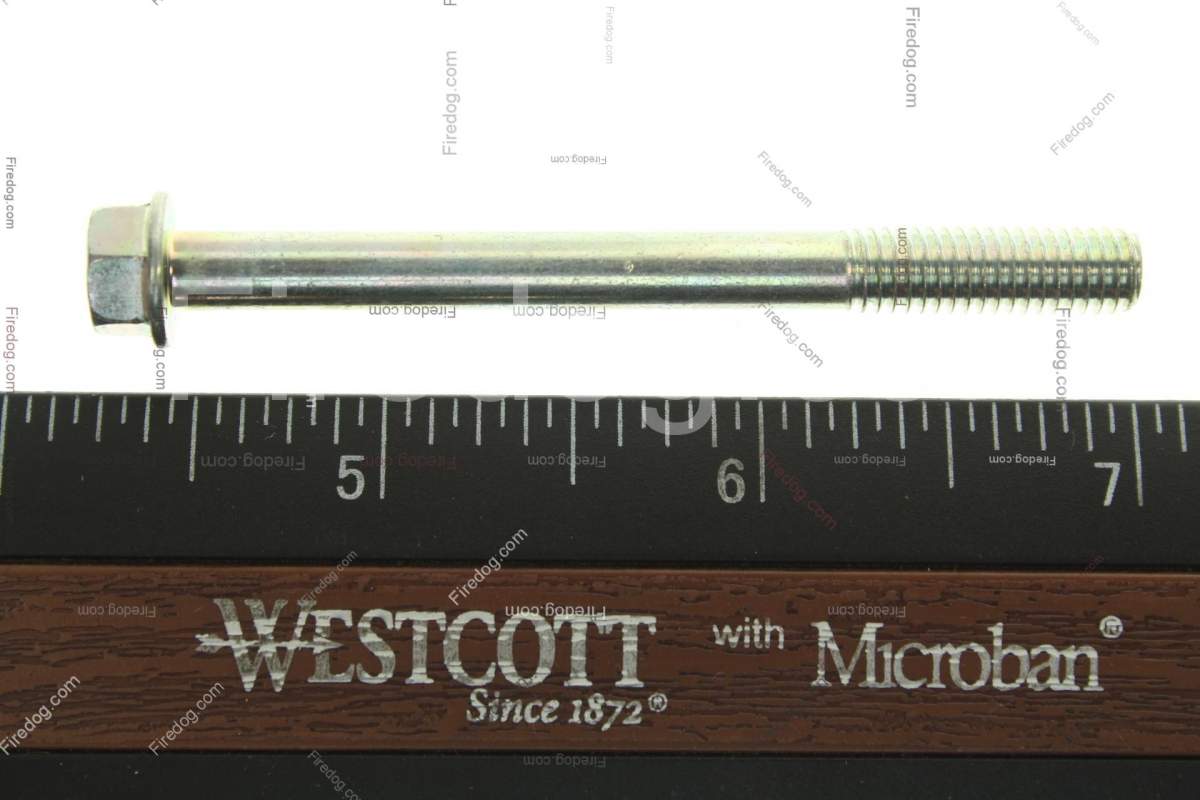 Firedog.com
5 6 7
WESTCOTT with Microban®
Since 1872®